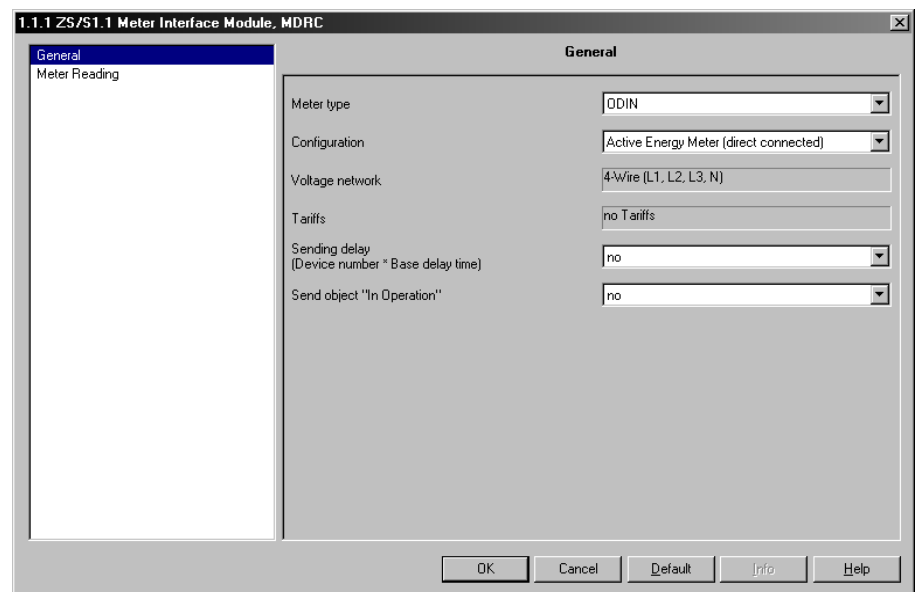 1.1.1 ZS/S1.1 Meter Interface Module, MDRC
General
Meter Reading
General
Meter type
ODIN
Configuration
Active Energy Meter (direct connected)
Voltage network
4-Wire (L1, L2, L3, N)
Tariffs
no Tariffs
Sending delay
(Device number * Base delay time)
no
Send object "In Operation"
no
OK
Cancel
Default
Info
Help